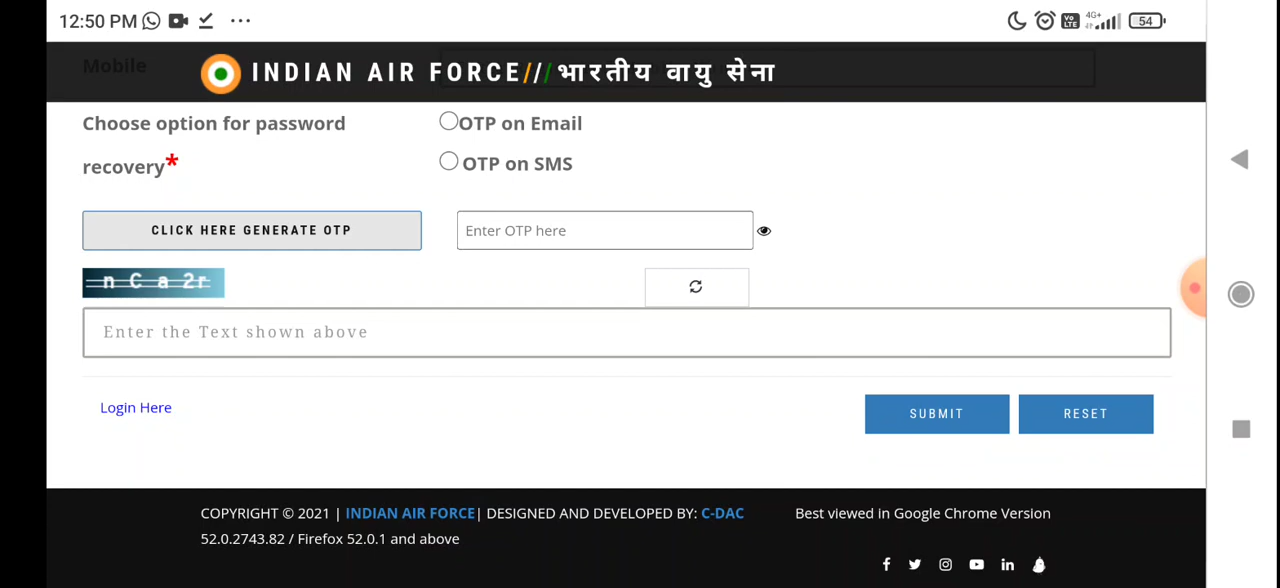 12:50 PM ... Vo LTE 4G+ 54
Mobile
INDIAN AIR FORCE///भारतीय वायु सेना
Choose option for password recovery*
OTP on Email
OTP on SMS
CLICK HERE GENERATE OTP
Enter OTP here
n C a 2r
Enter the Text shown above
Login Here
SUBMIT
RESET
COPYRIGHT © 2021 | INDIAN AIR FORCE| DESIGNED AND DEVELOPED BY: C-DAC Best viewed in Google Chrome Version
52.0.2743.82 / Firefox 52.0.1 and above